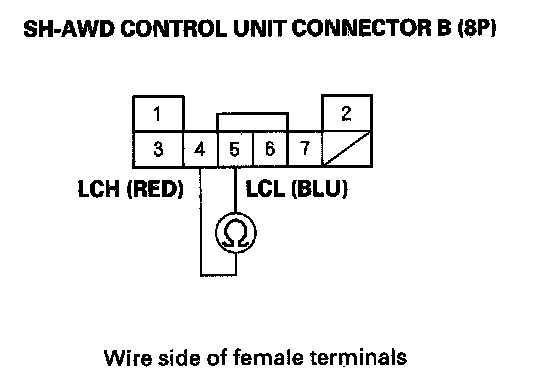 SH-AWD CONTROL UNIT CONNECTOR B (8P)
1 2
3 4 5 6 7
LCH (RED) LCL (BLU)
Ω
Wire side of female terminals